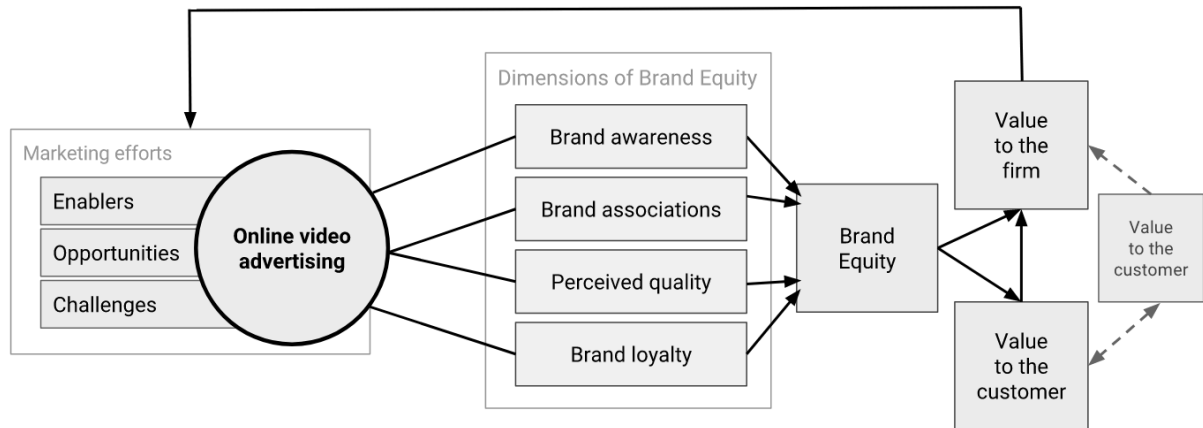 Marketing efforts
Enablers
Opportunities
Challenges
Online video
advertising
Dimensions of Brand Equity
Brand awareness
Brand associations
Perceived quality
Brand loyalty
Brand
Equity
Value
to the
firm
Value
to the
customer
Value
to the
customer